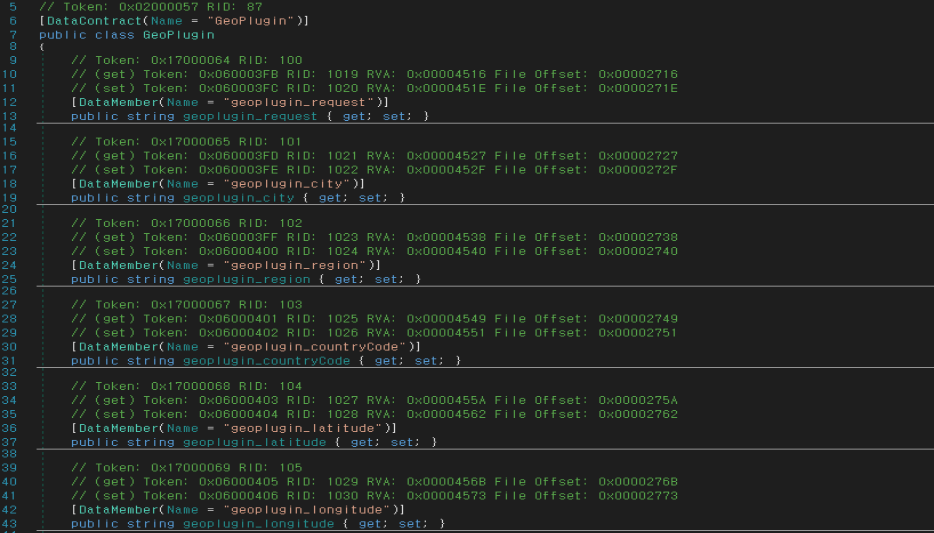 5 // Token: 0x02000057 RID: 87
6 [DataContract(Name = "GeoPlugin")]
7 public class GeoPlugin
8 {
9 // Token: 0x17000064 RID: 100
10 // (get) Token: 0x060003FB RID: 1019 RVA: 0x00004516 File Offset: 0x00002716
11 // (set) Token: 0x060003FC RID: 1020 RVA: 0x0000451E File Offset: 0x0000271E
12 [DataMember(Name = "geoplugin_request")]
13 public string geoplugin_request { get; set; }
14
15 // Token: 0x17000065 RID: 101
16 // (get) Token: 0x060003FD RID: 1021 RVA: 0x00004527 File Offset: 0x00002727
17 // (set) Token: 0x060003FE RID: 1022 RVA: 0x0000452F File Offset: 0x0000272F
18 [DataMember(Name = "geoplugin_city")]
19 public string geoplugin_city { get; set; }
20
21 // Token: 0x17000066 RID: 102
22 // (get) Token: 0x060003FF RID: 1023 RVA: 0x00004538 File Offset: 0x00002738
23 // (set) Token: 0x06000400 RID: 1024 RVA: 0x00004540 File Offset: 0x00002740
24 [DataMember(Name = "geoplugin_region")]
25 public string geoplugin_region { get; set; }
26
27 // Token: 0x17000067 RID: 103
28 // (get) Token: 0x06000401 RID: 1025 RVA: 0x00004549 File Offset: 0x00002749
29 // (set) Token: 0x06000402 RID: 1026 RVA: 0x00004551 File Offset: 0x00002751
30 [DataMember(Name = "geoplugin_countryCode")]
31 public string geoplugin_countryCode { get; set; }
32
33 // Token: 0x17000068 RID: 104
34 // (get) Token: 0x06000403 RID: 1027 RVA: 0x0000455A File Offset: 0x0000275A
35 // (set) Token: 0x06000404 RID: 1028 RVA: 0x00004562 File Offset: 0x00002762
36 [DataMember(Name = "geoplugin_latitude")]
37 public string geoplugin_latitude { get; set; }
38
39 // Token: 0x17000069 RID: 105
40 // (get) Token: 0x06000405 RID: 1029 RVA: 0x0000456B File Offset: 0x0000276B
41 // (set) Token: 0x06000406 RID: 1030 RVA: 0x00004573 File Offset: 0x00002773
42 [DataMember(Name = "geoplugin_longitude")]
43 public string geoplugin_longitude { get; set; }